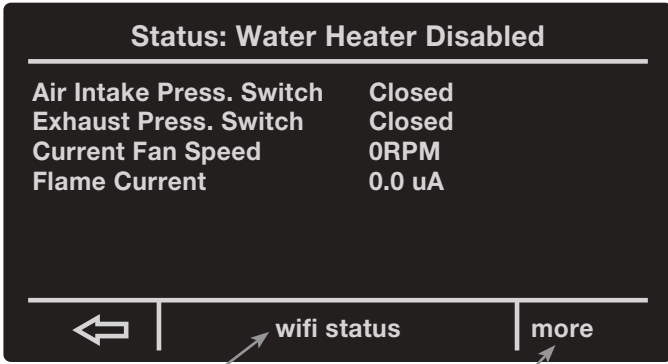 Status: Water Heater Disabled
Air Intake Press. Switch Closed
Exhaust Press. Switch Closed
Current Fan Speed 0RPM
Flame Current 0.0 uA
wifi status more